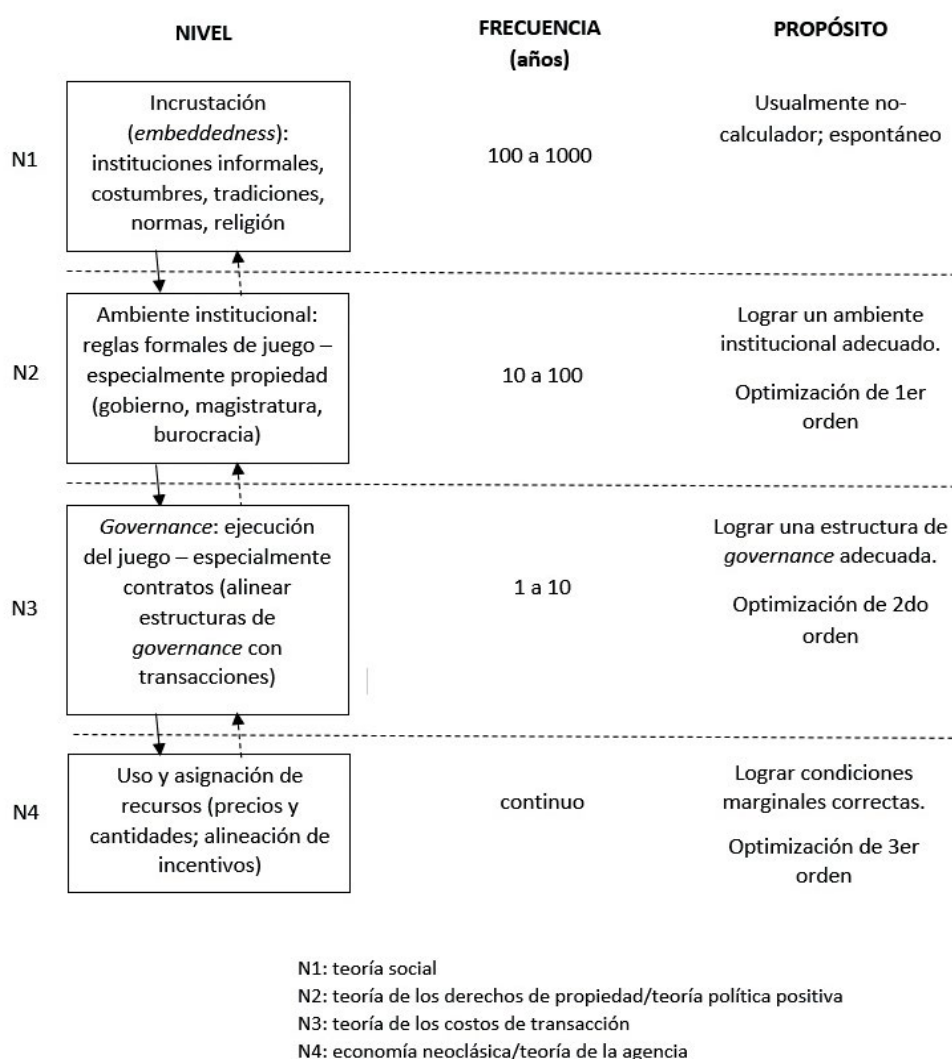 NIVEL
FRECUENCIA
(años)
PROPÓSITO
N1
Incrustación
(embeddedness):
instituciones informales,
costumbres, tradiciones,
normas, religión
100 a 1000
Usualmente no-
calculador; espontáneo
N2
Ambiente institucional:
reglas formales de juego –
especialmente propiedad
(gobierno, magistratura,
burocracia)
10 a 100
Lograr un ambiente
institucional adecuado.
Optimización de 1er
orden
N3
Governance: ejecución
del juego – especialmente
contratos (alinear
estructuras de
governance con
transacciones)
1 a 10
Lograr una estructura de
governance adecuada.
Optimización de 2do
orden
N4
Uso y asignación de
recursos (precios y
cantidades; alineación de
incentivos)
continuo
Lograr condiciones
marginales correctas.
Optimización de 3er
orden
N1: teoría social
N2: teoría de los derechos de propiedad/teoría política positiva
N3: teoría de los costos de transacción
N4: economía neoclásica/teoría de la agencia